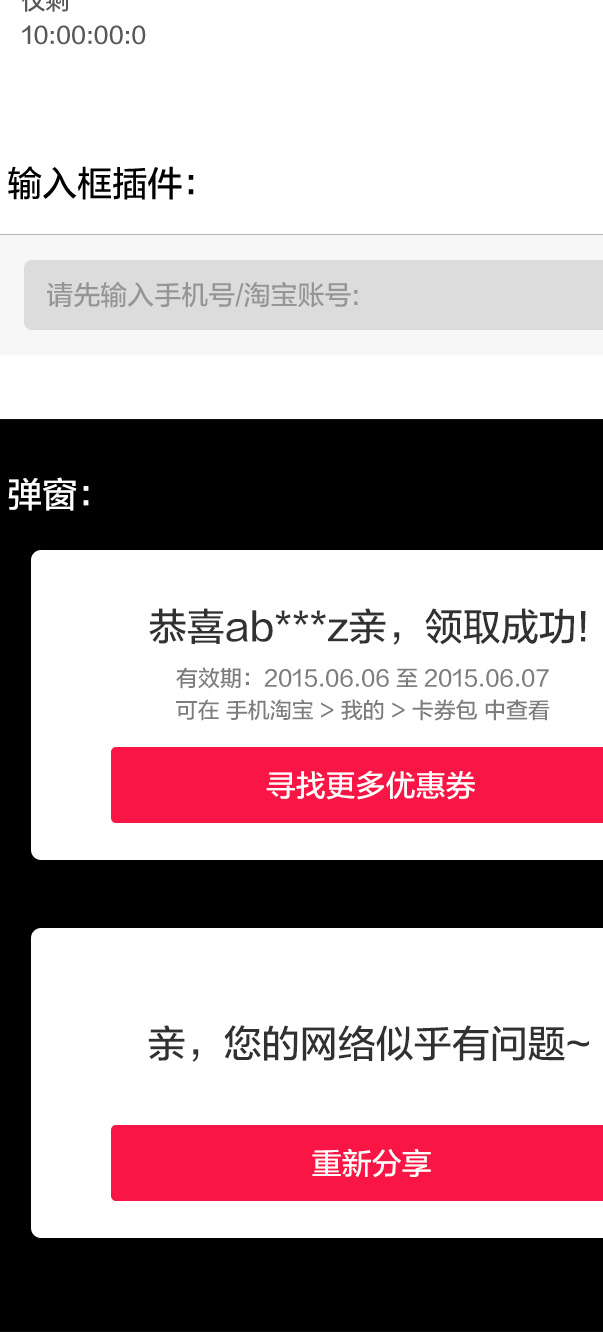 仅剩
10:00:00:0
输入框插件：
请先输入手机号/淘宝账号:
弹窗：
恭喜ab***z亲，领取成功!
有效期：2015.06.06 至 2015.06.07
可在 手机淘宝 > 我的 > 卡券包 中查看
寻找更多优惠券
亲，您的网络似乎有问题~
重新分享